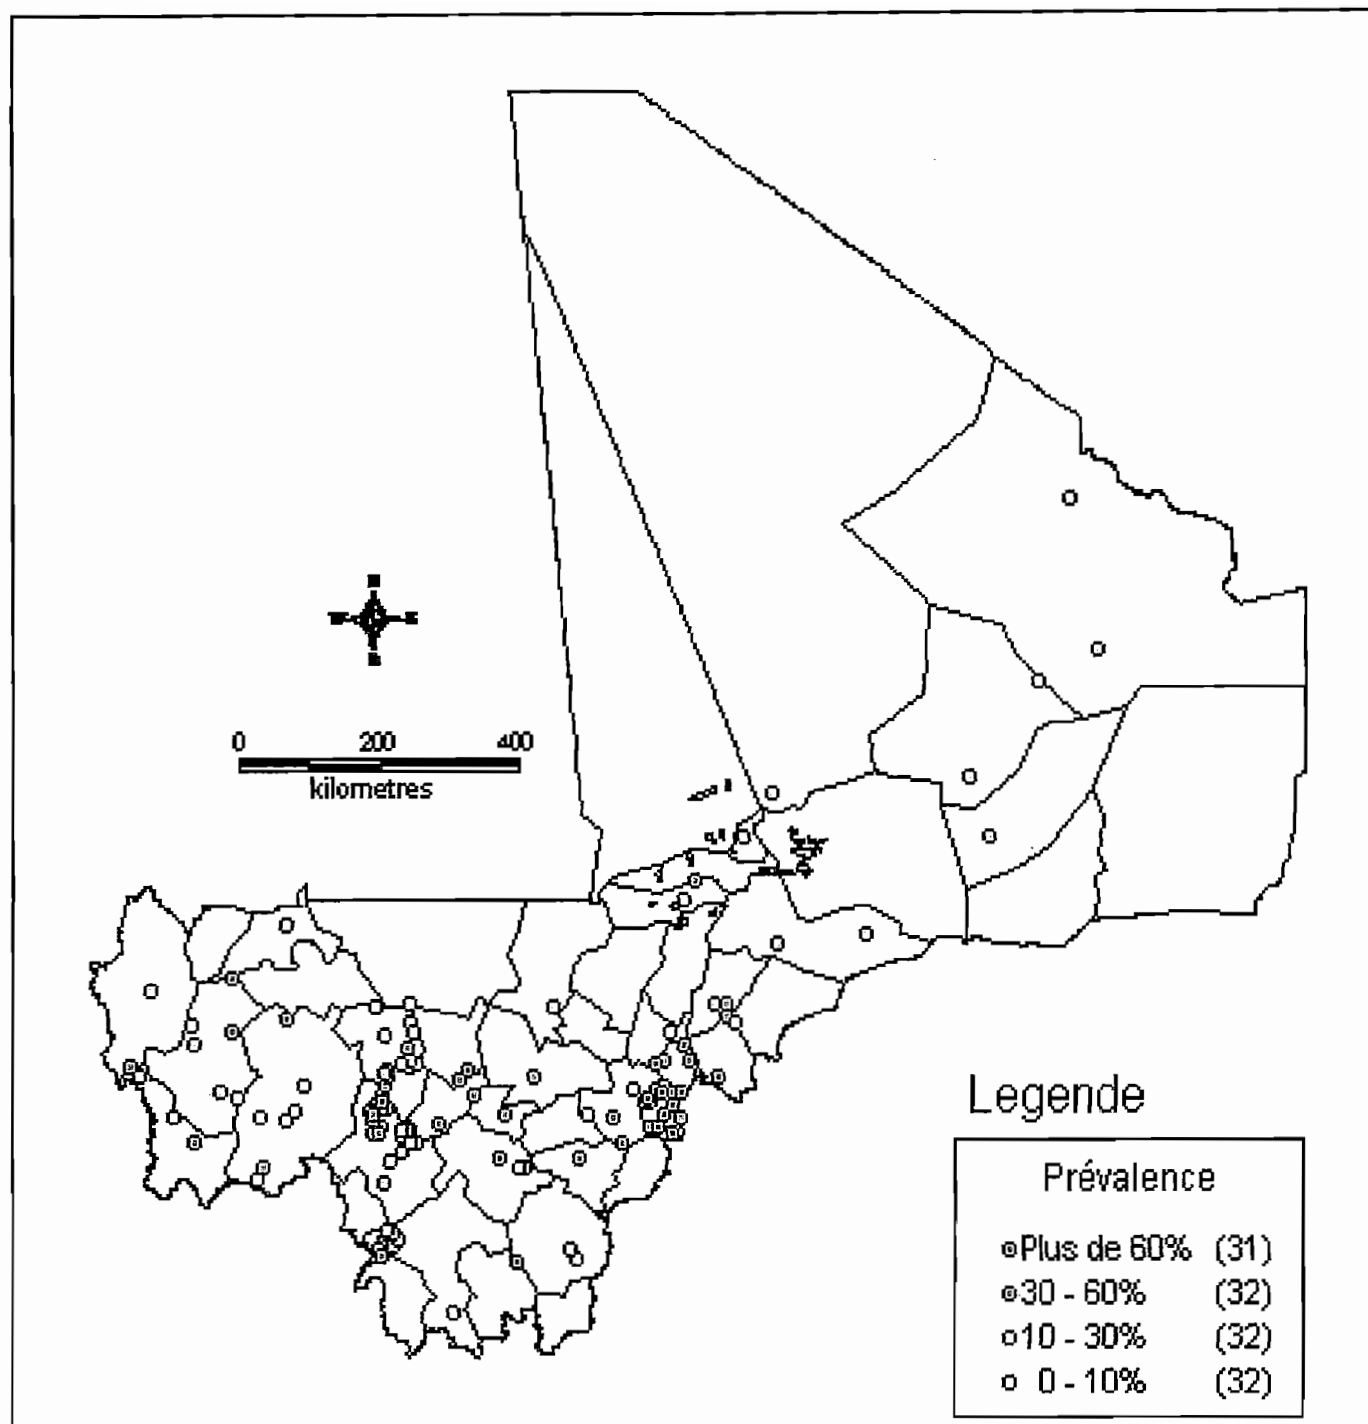 0 200 400
kilometres
Legende
Prévalence
Plus de 60% (31)
30 - 60% (32)
10 - 30% (32)
0 - 10% (32)